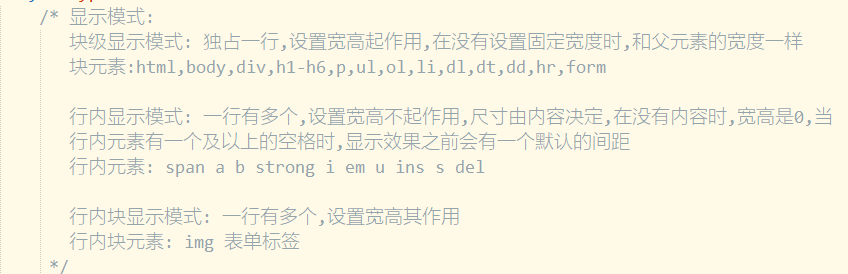 /* 显示模式:
块级显示模式: 独占一行,设置宽高起作用,在没有设置固定宽度时,和父元素的宽度一样
块元素:html,body,div,h1-h6,p,ul,ol,li,dl,dt,dd,hr,form
行内显示模式: 一行有多个,设置宽高不起作用,尺寸由内容决定,在没有内容时,宽高是0,当
行内元素有一个及以上的空格时,显示效果之前会有一个默认的间距
行内元素: span a b strong i em u ins s del
行内块显示模式: 一行有多个,设置宽高其作用
行内块元素: img 表单标签
*/